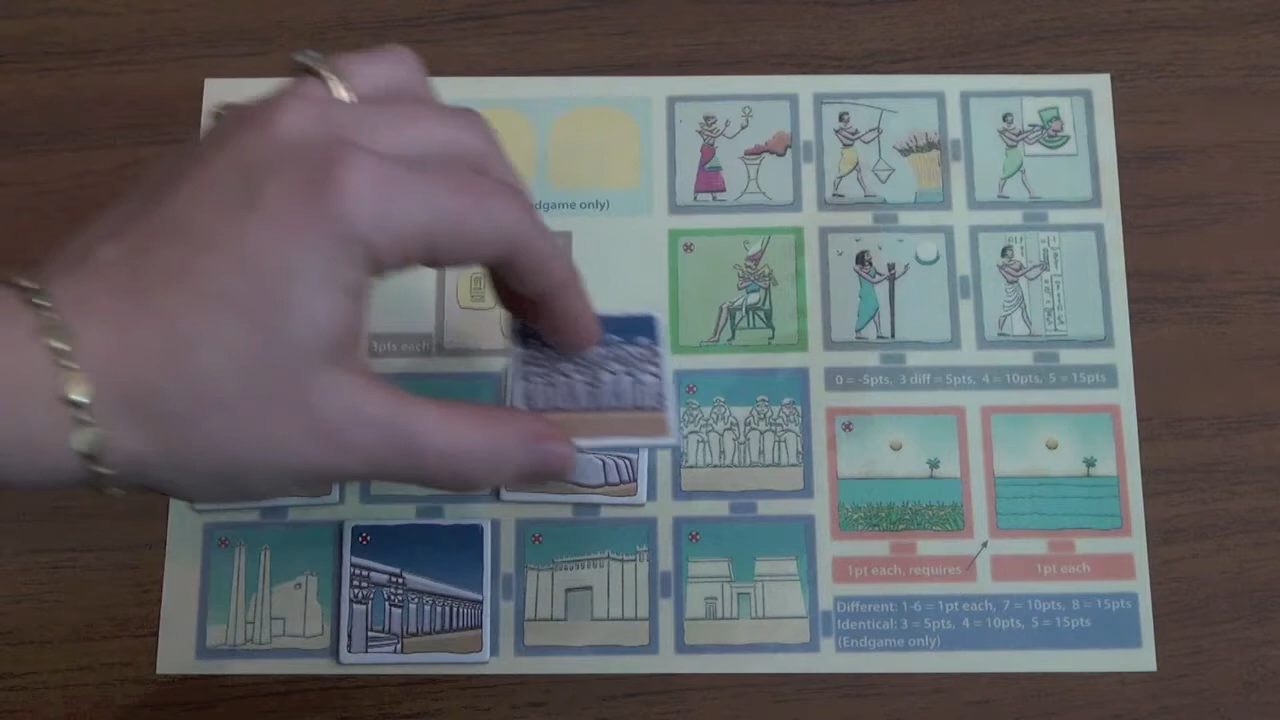 game only)
3pts each
0 = -5pts, 3 diff = 5pts, 4 = 10pts, 5 = 15pts
1pt each, requires
1pt each
Different: 1-6 = 1pt each, 7 = 10pts, 8 = 15pts
Identical: 3 = 5pts, 4 = 10pts, 5 = 15pts
(Endgame only)